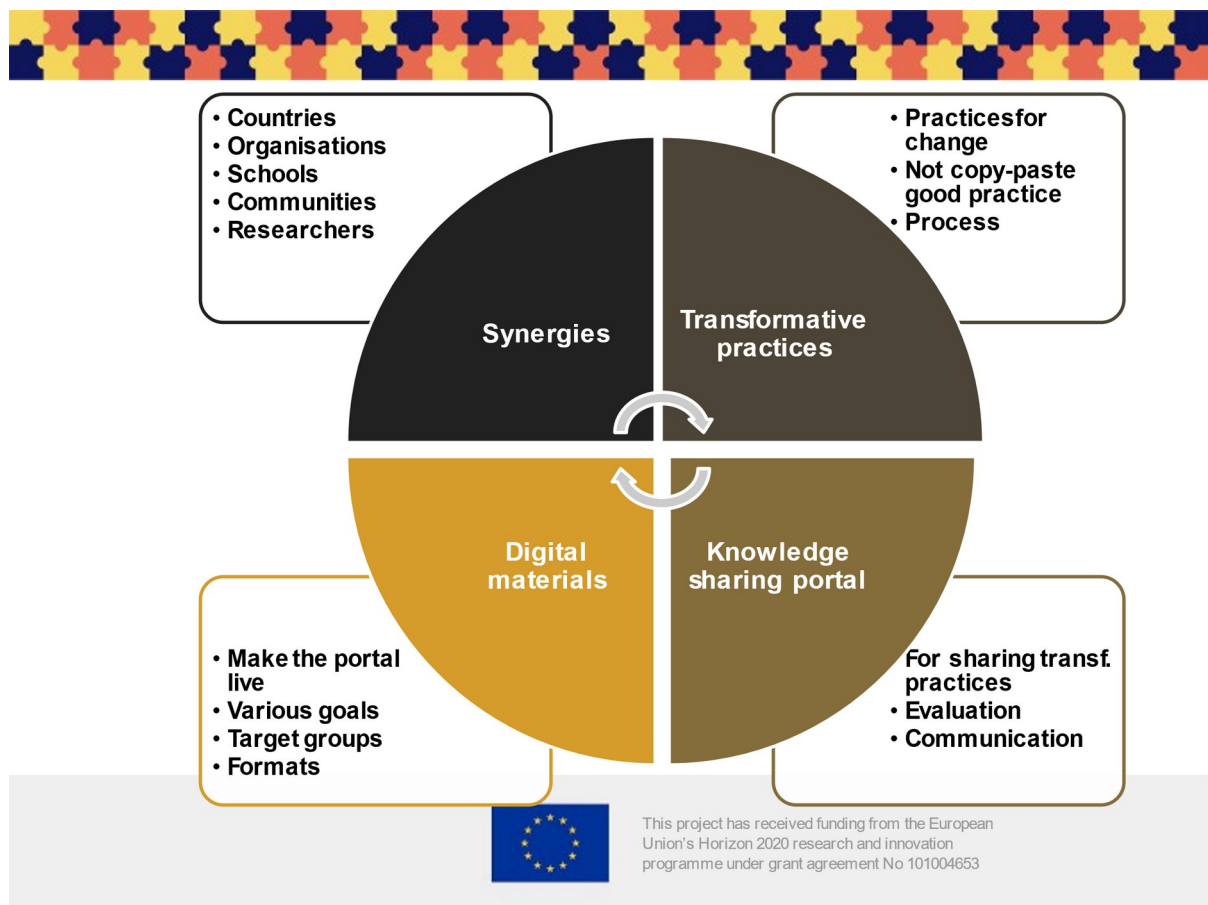 • Countries
• Organisations
• Schools
• Communities
• Researchers
• Practicesfor
change
• Not copy-paste
good practice
• Process
Synergies
Transformative
practices
Digital
materials
Knowledge
sharing portal
• Make the portal
live
• Various goals
• Target groups
• Formats
• For sharing transf.
practices
• Evaluation
• Communication
This project has received funding from the European
Union's Horizon 2020 research and innovation
programme under grant agreement No 101004653